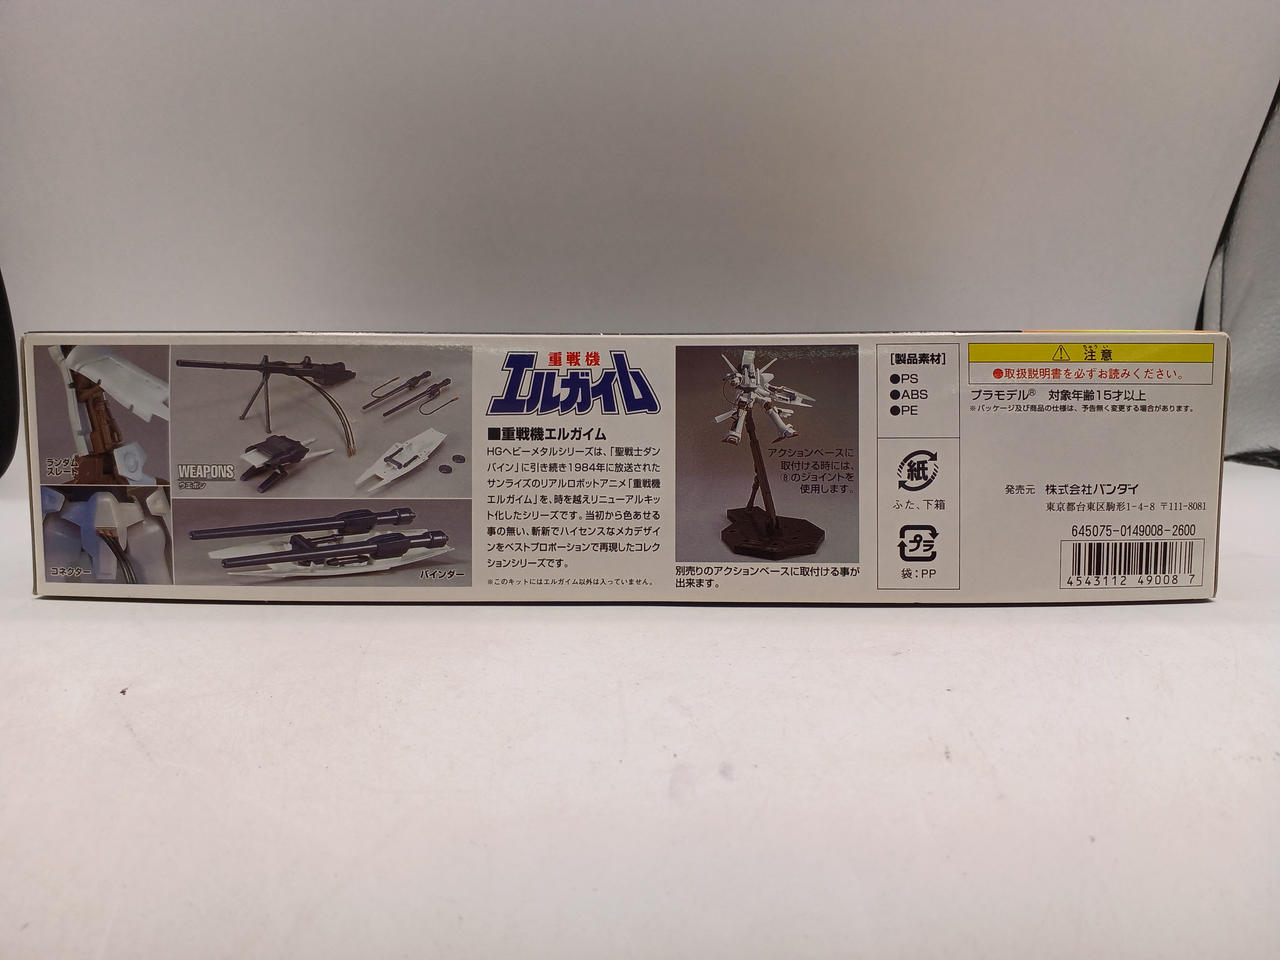 ランダム
スレート
コネクター
WEAPONS
ウエポン
バインダー
重戦機
エルガイム
■重戦機エルガイム
HGヘビーメタルシリーズは、「聖戦士ダン
バイン」に引き続き1984年に放送された
サンライズのリアルロボットアニメ「重戦機
エルガイム」を、時を越えリニューアルキッ
ト化したシリーズです。当初から色あせる
事の無い、斬新でハイセンスなメカデザイ
ンをベストプロポーションで再現したコレク
ションシリーズです。
※このキットにはエルガイム以外は入っていません。
アクションベースに
取付ける時には、
⑧のジョイントを
使用します。
別売りのアクションベースに取付ける事が
出来ます。
[製品素材]
●PS
●ABS
●PE
紙
ふた、下箱
プラ
袋:PP
ちゅうい
注意
●取扱説明書を必ずお読みください。
プラモデル® 対象年齢15才以上
※パッケージ及び商品の仕様は、予告無く変更する場合があります。
発売元 株式会社バンダイ
東京都台東区駒形1-4-8 〒111-8081
645075-0149008-2600
4543112 49008 7